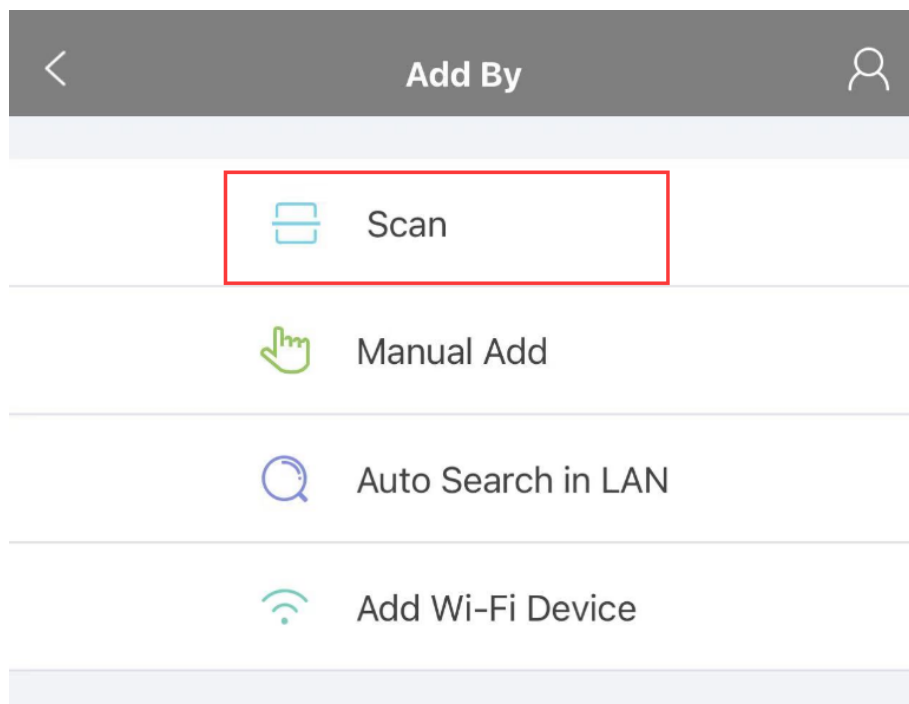 Add By
Scan
Manual Add
Auto Search in LAN
Add Wi-Fi Device